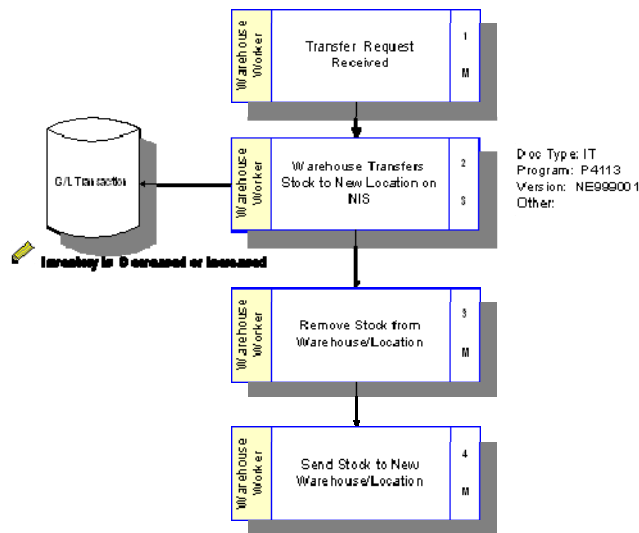 Warehouse
Worker
Transfer Request
Received
1
M
Warehouse
Worker
Warehouse Transfers
Stock to New Location on
NIS
2
S
Doc Type: IT
Program: P4113
Version: NE999001
Other:
G/L Transaction
Inventory is Decreased or Increased
Warehouse
Worker
Remove Stock from
Warehouse/Location
3
M
Warehouse
Worker
Send Stock to New
Warehouse/Location
4
M